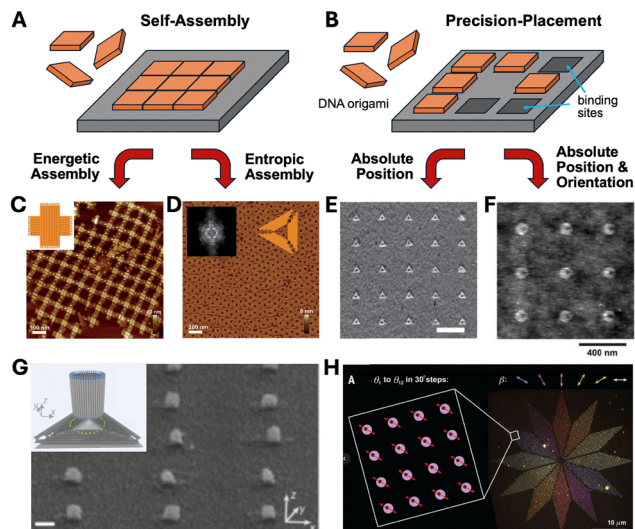 A
Self-Assembly
B
Precision-Placement
DNA origami
binding
sites
Energetic
Assembly
Entropic
Assembly
Absolute
Position
Absolute
Position &
Orientation
C
100 nm
D
200 nm
E
F
400 nm
G
z
y
x
H
A
θ₁ to θ₁₂ in 30° steps:
β:
10 μm